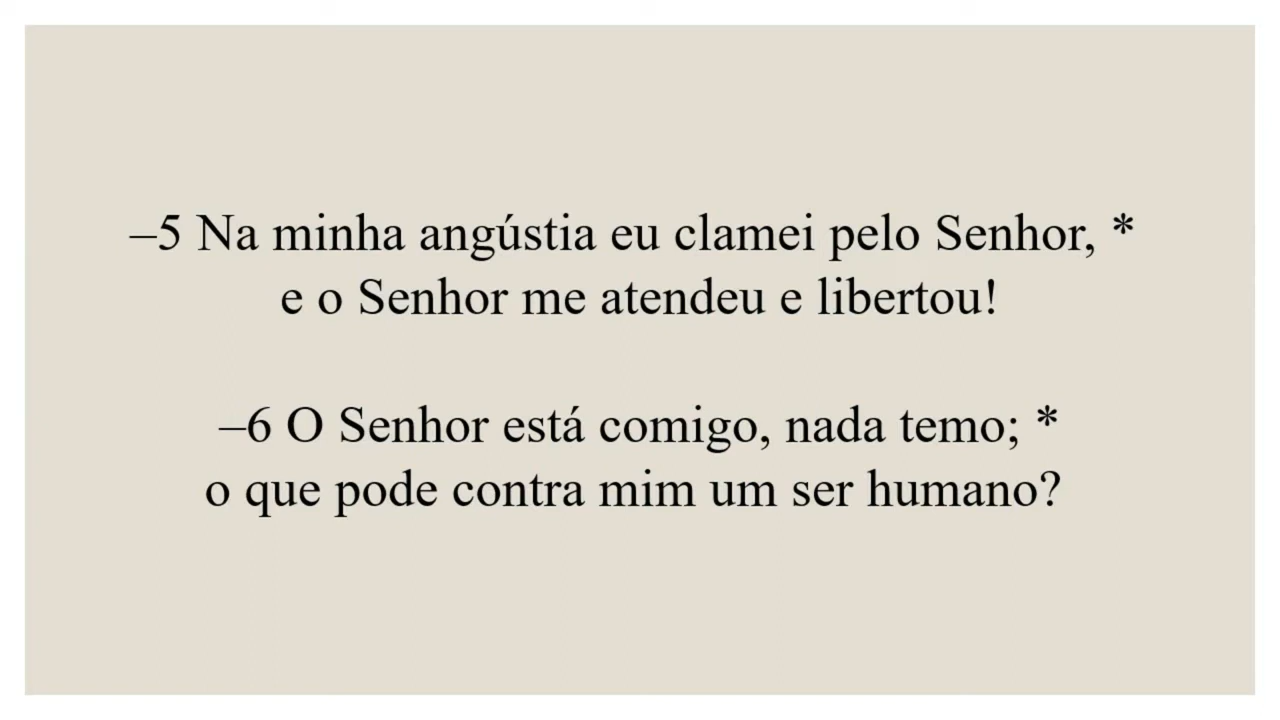 –5 Na minha angústia eu clamei pelo Senhor, *
e o Senhor me atendeu e libertou!
–6 O Senhor está comigo, nada temo; *
o que pode contra mim um ser humano?